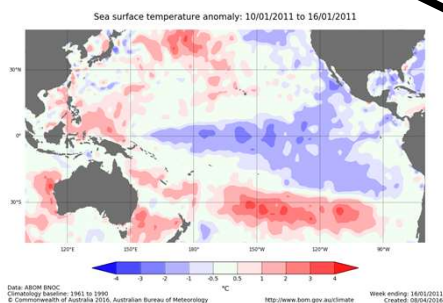 Sea surface temperature anomaly: 10/01/2011 to 16/01/2011
30°N
0°
30°S
120°E 150°E 180° 150°W 120°W 90°W
-4 -3 -2 -1 -0.5 0.5 1 2 3 4
°C
Data: ABOM BNOC
Climatology baseline: 1961 to 1990
© Commonwealth of Australia 2016, Australian Bureau of Meteorology
http://www.bom.gov.au/climate
Week ending: 16/01/2011
Created: 08/04/2016